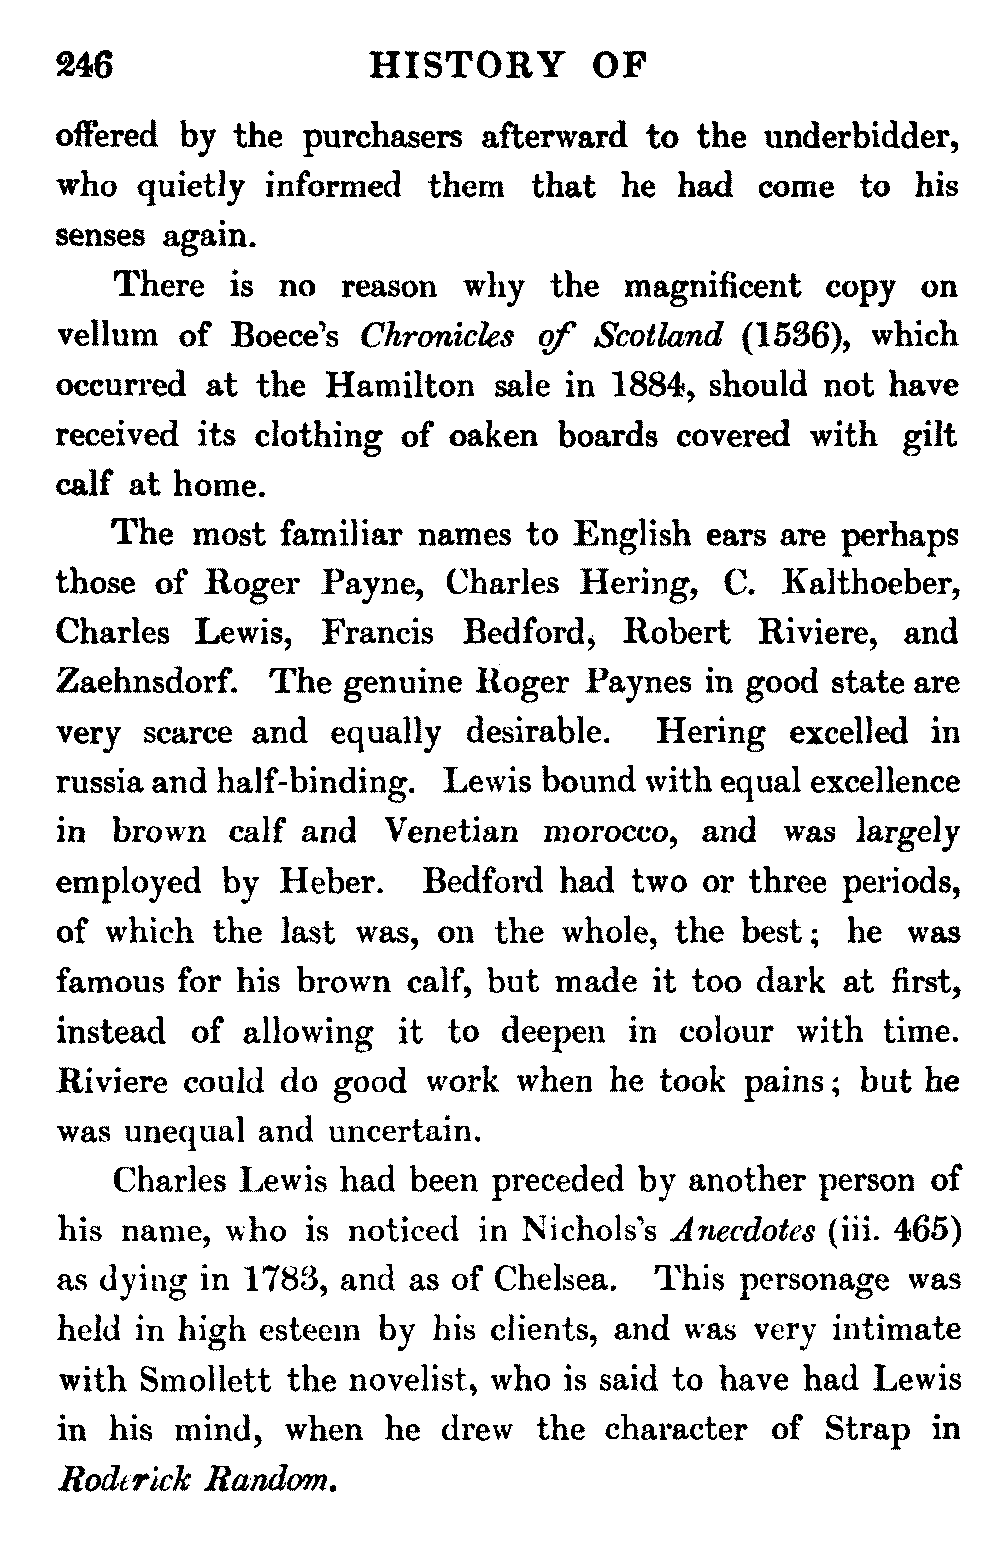 246 HISTORY OF
offered by the purchasers afterward to the underbidder,
who quietly informed them that he had come to his
senses again.
There is no reason why the magnificent copy on
vellum of Boece's Chronicles of Scotland (1536), which
occurred at the Hamilton sale in 1884, should not have
received its clothing of oaken boards covered with gilt
calf at home.
The most familiar names to English ears are perhaps
those of Roger Payne, Charles Hering, C. Kalthoeber,
Charles Lewis, Francis Bedford, Robert Riviere, and
Zaehnsdorf. The genuine Roger Paynes in good state are
very scarce and equally desirable. Hering excelled in
russia and half-binding. Lewis bound with equal excellence
in brown calf and Venetian morocco, and was largely
employed by Heber. Bedford had two or three periods,
of which the last was, on the whole, the best; he was
famous for his brown calf, but made it too dark at first,
instead of allowing it to deepen in colour with time.
Riviere could do good work when he took pains; but he
was unequal and uncertain.
Charles Lewis had been preceded by another person of
his name, who is noticed in Nichols's Anecdotes (iii. 465)
as dying in 1783, and as of Chelsea. This personage was
held in high esteem by his clients, and was very intimate
with Smollett the novelist, who is said to have had Lewis
in his mind, when he drew the character of Strap in
Roderick Random.